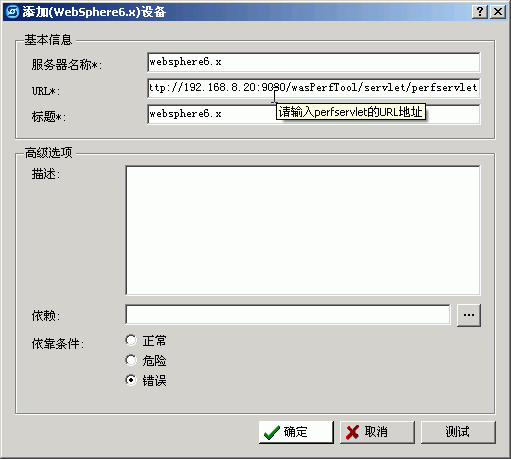 添加(WebSphere6.x)设备
基本信息
服务器名称*:
websphere6.x
URL*:
ttp://192.168.8.20:9080/wasPerfTool/servlet/perfservlet
标题*:
websphere6.x
请输入perfservlet的URL地址
高级选项
描述:
依赖:
...
依靠条件:
正常
危险
错误
确定
取消
测试